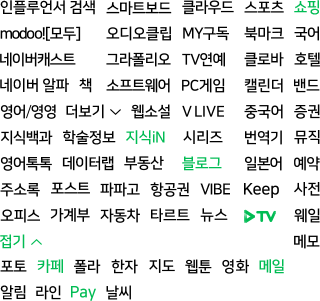 인플루언서 검색 스마트보드 클라우드 스포츠 쇼핑
modoo![모두] 오디오클립 MY구독 북마크 국어
네이버캐스트 그라폴리오 TV연예 클로바 호텔
네이버 알파 책 소프트웨어 PC게임 캘린더 밴드
영어/영영 더보기 웹소설 V LIVE 중국어 증권
지식백과 학술정보 지식iN 시리즈 번역기 뮤직
영어톡톡 데이터랩 부동산 블로그 일본어 예약
주소록 포스트 파파고 항공권 VIBE Keep 사전
오피스 가계부 자동차 타르트 뉴스 TV 웨일
접기 메모
포토 카페 폴라 한자 지도 웹툰 영화 메일
알림 라인 Pay 날씨